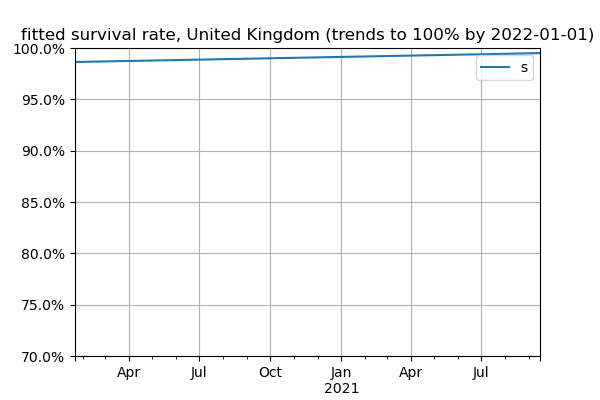 fitted survival rate, United Kingdom (trends to 100% by 2022-01-01)
100.0%
s
95.0%
90.0%
85.0%
80.0%
75.0%
70.0%
Apr Jul Oct Jan Apr Jul
2021